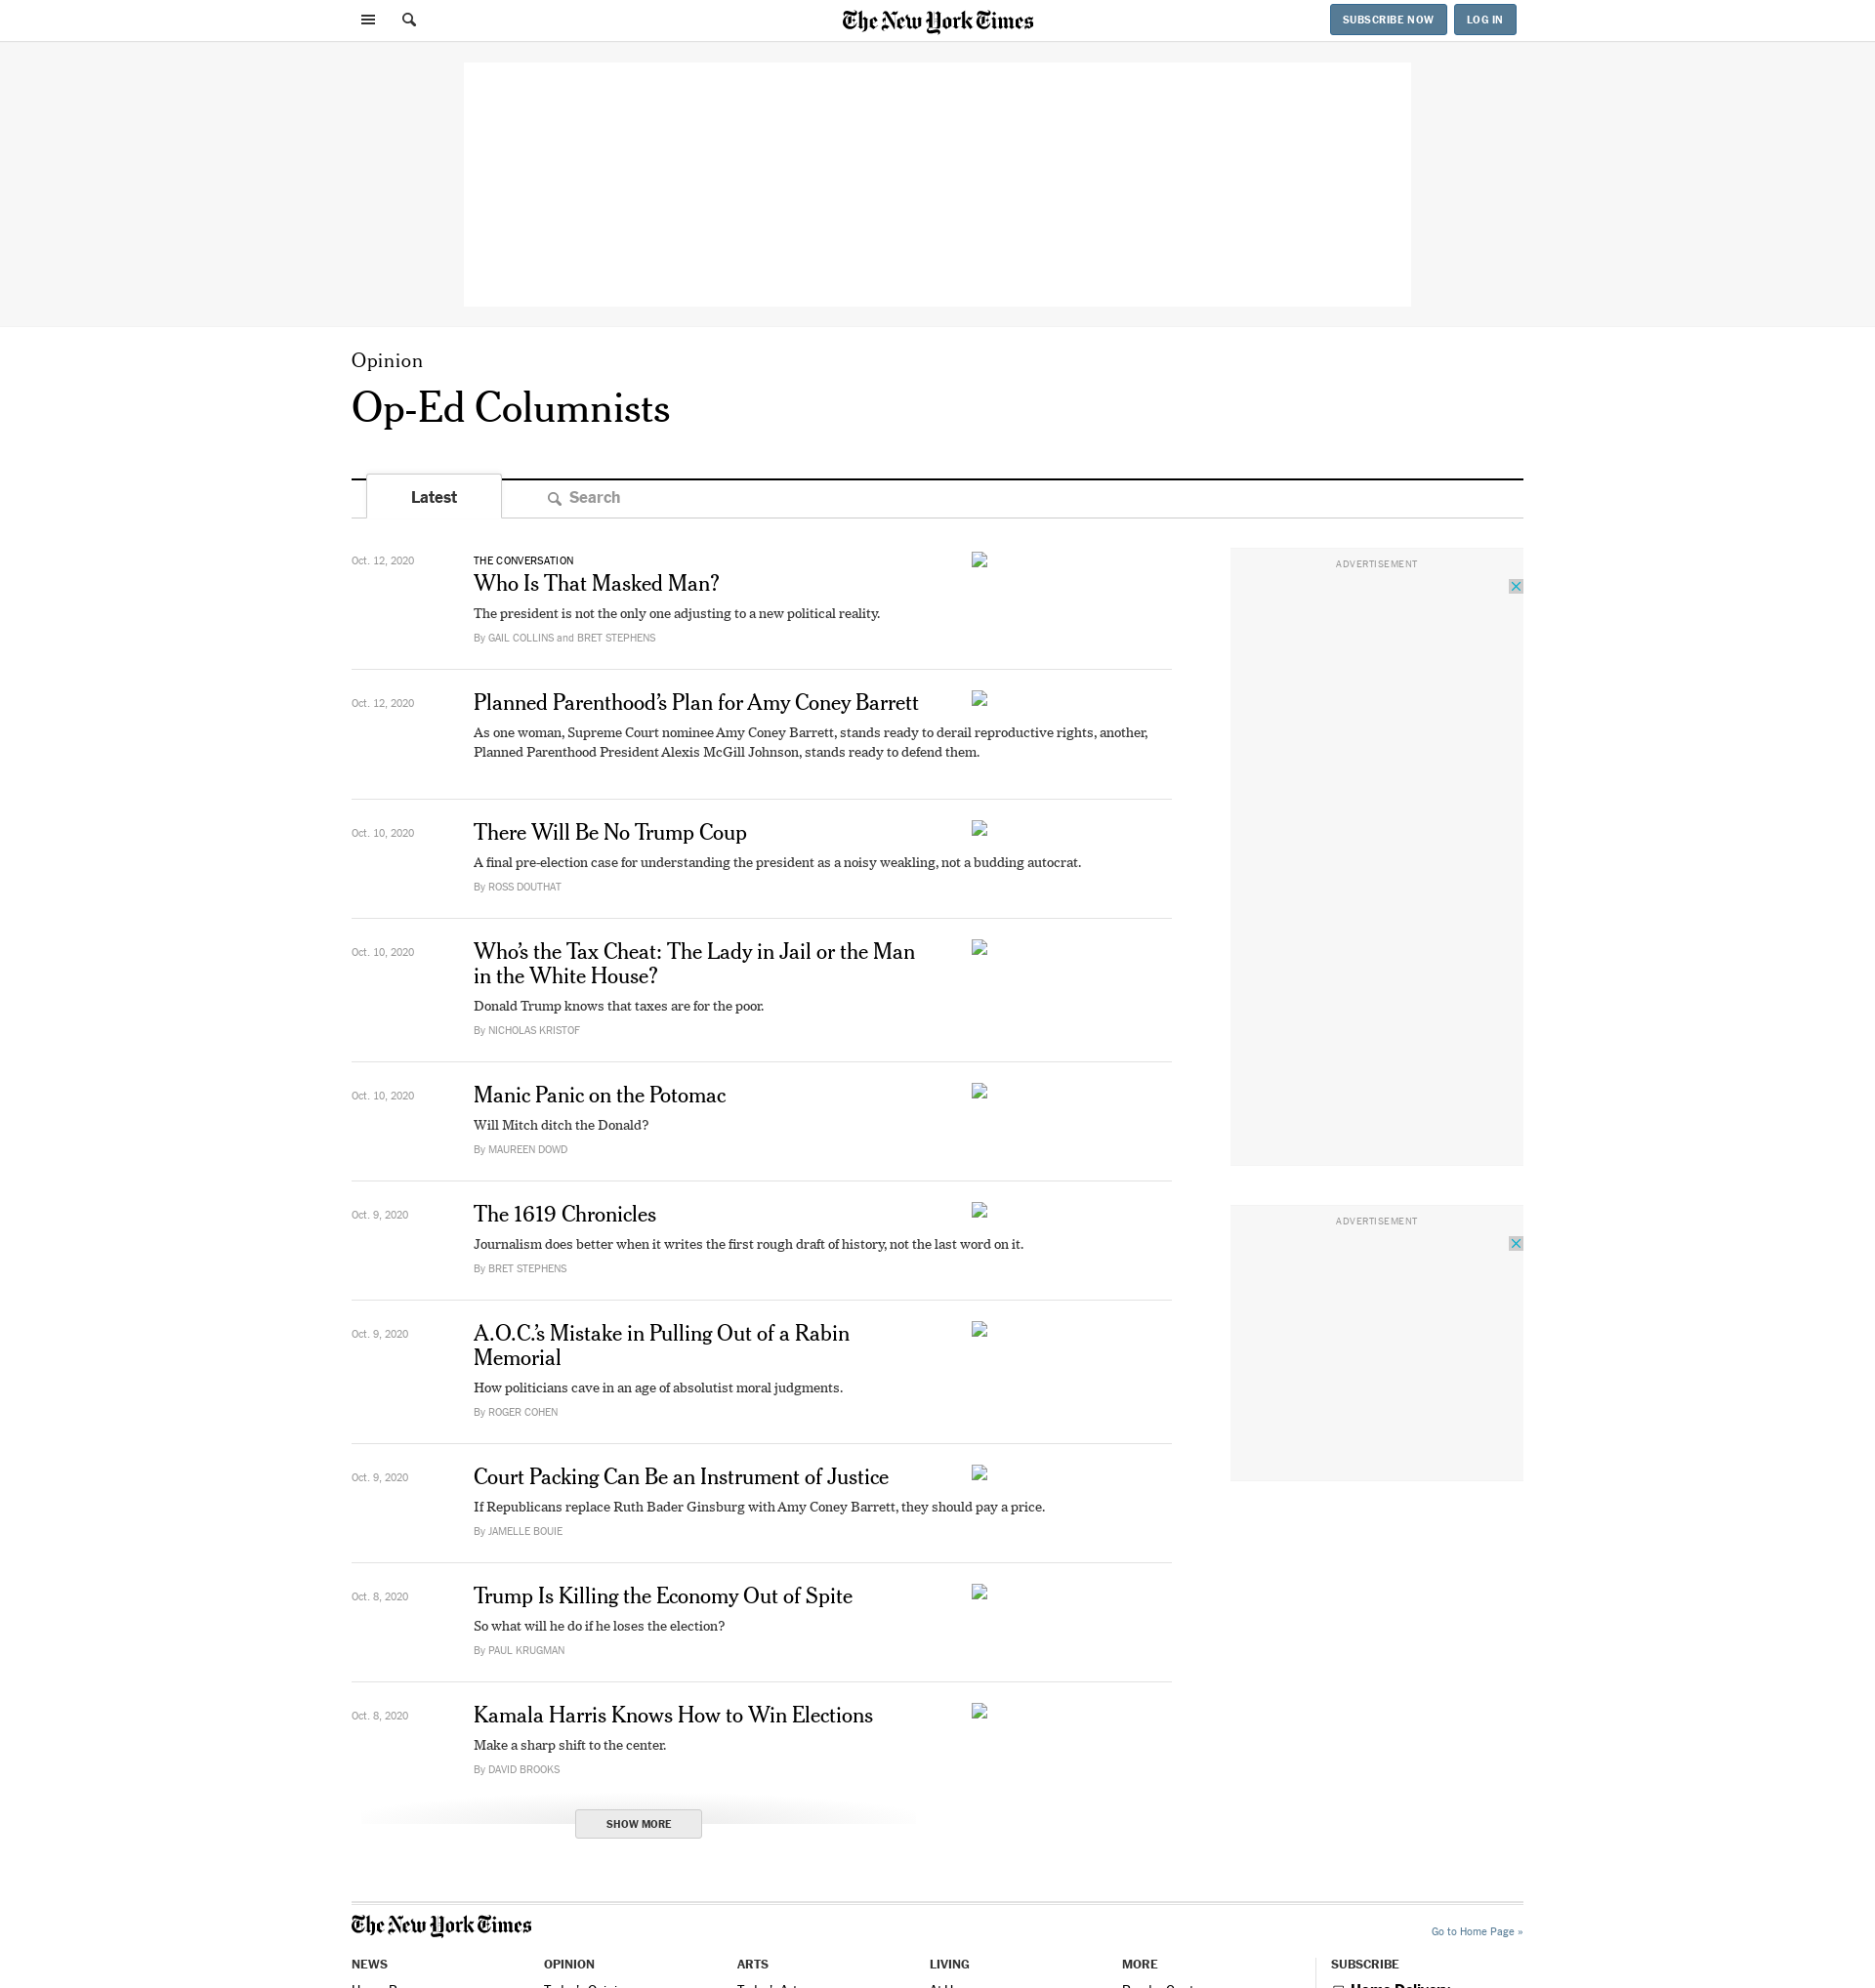 The New York Times
SUBSCRIBE NOW
LOG IN
Opinion
Op-Ed Columnists
Latest
Search
Oct. 12, 2020
THE CONVERSATION
Who Is That Masked Man?
The president is not the only one adjusting to a new political reality.
By GAIL COLLINS and BRET STEPHENS
Oct. 12, 2020
Planned Parenthood’s Plan for Amy Coney Barrett
As one woman, Supreme Court nominee Amy Coney Barrett, stands ready to derail reproductive rights, another,
Planned Parenthood President Alexis McGill Johnson, stands ready to defend them.
Oct. 10, 2020
There Will Be No Trump Coup
A final pre-election case for understanding the president as a noisy weakling, not a budding autocrat.
By ROSS DOUTHAT
Oct. 10, 2020
Who’s the Tax Cheat: The Lady in Jail or the Man
in the White House?
Donald Trump knows that taxes are for the poor.
By NICHOLAS KRISTOF
Oct. 10, 2020
Manic Panic on the Potomac
Will Mitch ditch the Donald?
By MAUREEN DOWD
Oct. 9, 2020
The 1619 Chronicles
Journalism does better when it writes the first rough draft of history, not the last word on it.
By BRET STEPHENS
Oct. 9, 2020
A.O.C.’s Mistake in Pulling Out of a Rabin
Memorial
How politicians cave in an age of absolutist moral judgments.
By ROGER COHEN
Oct. 9, 2020
Court Packing Can Be an Instrument of Justice
If Republicans replace Ruth Bader Ginsburg with Amy Coney Barrett, they should pay a price.
By JAMELLE BOUIE
Oct. 8, 2020
Trump Is Killing the Economy Out of Spite
So what will he do if he loses the election?
By PAUL KRUGMAN
Oct. 8, 2020
Kamala Harris Knows How to Win Elections
Make a sharp shift to the center.
By DAVID BROOKS
SHOW MORE
ADVERTISEMENT
ADVERTISEMENT
The New York Times
Go to Home Page »
NEWS
OPINION
ARTS
LIVING
MORE
SUBSCRIBE
Home Delivery